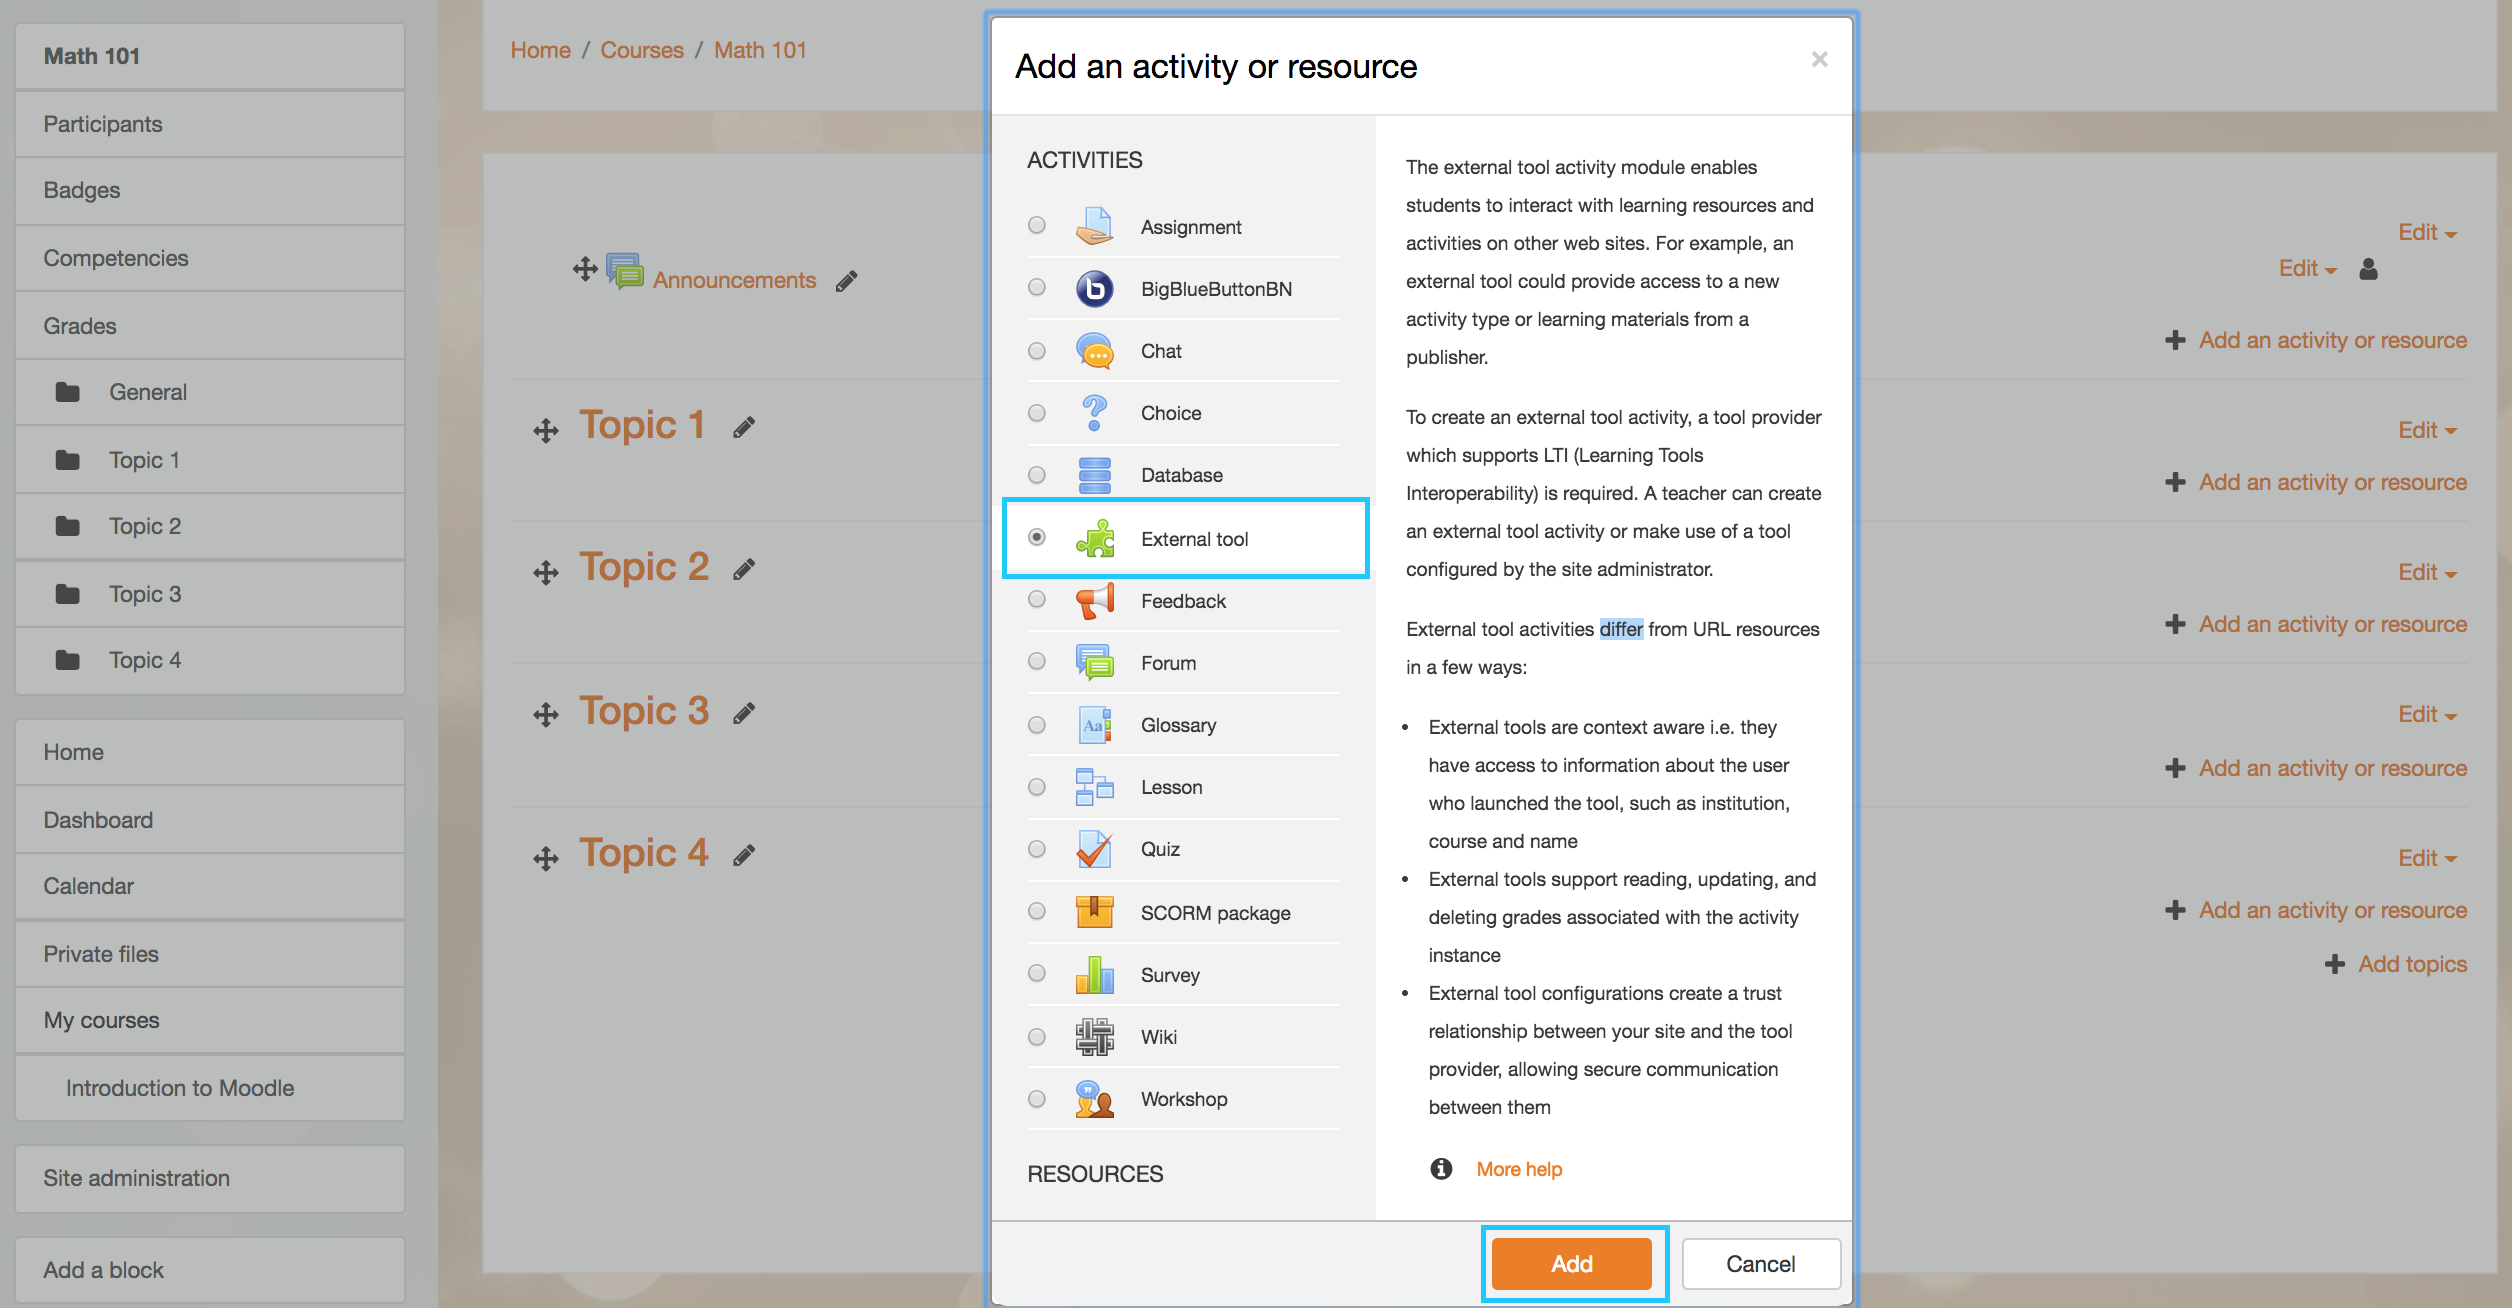 Math 101
Participants
Badges
Competencies
Grades
General
Topic 1
Topic 2
Topic 3
Topic 4
Home
Dashboard
Calendar
Private files
My courses
Introduction to Moodle
Site administration
Add a block
Home / Courses / Math 101
Announcements
Topic 1
Topic 2
Topic 3
Topic 4
Add an activity or resource
×
ACTIVITIES
Assignment
b
BigBlueButtonBN
Chat
Choice
Database
External tool
Feedback
Forum
Aa
Glossary
Lesson
Quiz
SCORM package
Survey
Wiki
Workshop
RESOURCES
The external tool activity module enables
students to interact with learning resources and
activities on other web sites. For example, an
external tool could provide access to a new
activity type or learning materials from a
publisher.
To create an external tool activity, a tool provider
which supports LTI (Learning Tools
Interoperability) is required. A teacher can create
an external tool activity or make use of a tool
configured by the site administrator.
External tool activities differ from URL resources
in a few ways:
• External tools are context aware i.e. they
have access to information about the user
who launched the tool, such as institution,
course and name
• External tools support reading, updating, and
deleting grades associated with the activity
instance
• External tool configurations create a trust
relationship between your site and the tool
provider, allowing secure communication
between them
More help
Add
Cancel
Edit
Edit
Add an activity or resource
Edit
Add an activity or resource
Edit
Add an activity or resource
Edit
Add an activity or resource
Edit
Add an activity or resource
Add topics